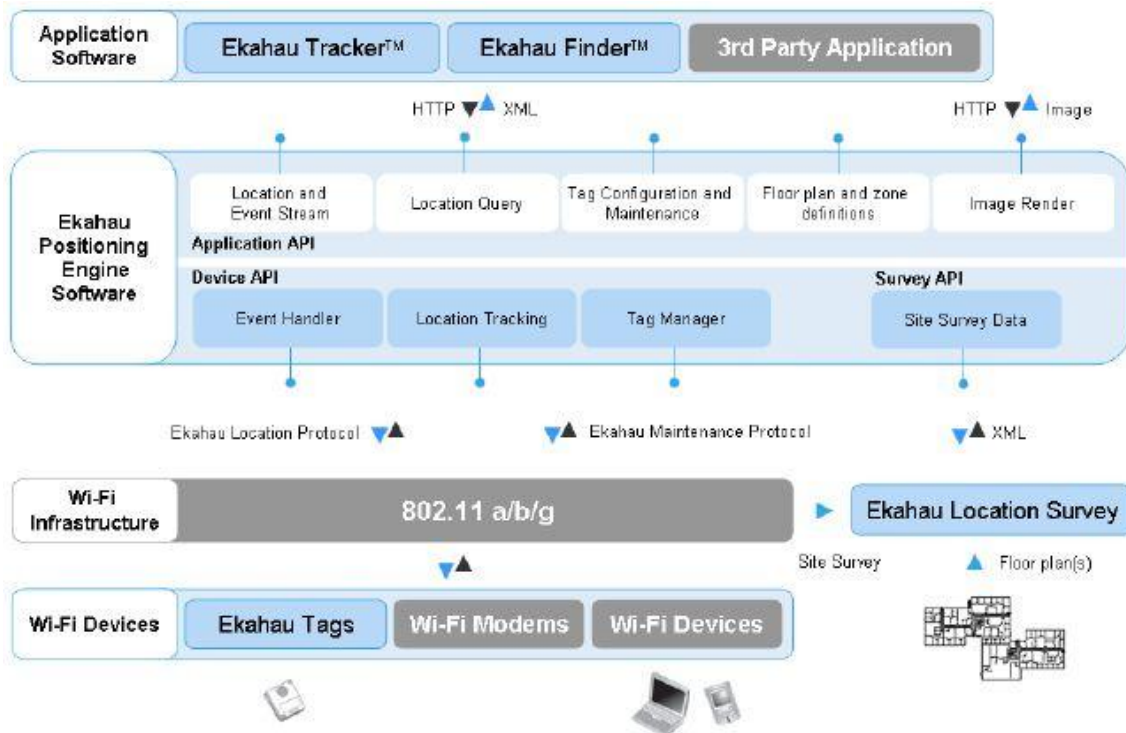 Application
Software
Ekahau Tracker™
Ekahau Finder™
3rd Party Application
HTTP
XML
HTTP
Image
Ekahau
Positioning
Engine
Software
Location and
Event Stream
Location Query
Tag Configuration and
Maintenance
Floor plan and zone
definitions
Image Render
Application API
Device API
Survey API
Event Handler
Location Tracking
Tag Manager
Site Survey Data
Ekahau Location Protocol
Ekahau Maintenance Protocol
XML
Wi-Fi
Infrastructure
802.11 a/b/g
Ekahau Location Survey
Site Survey
Floor plan(s)
Wi-Fi Devices
Ekahau Tags
Wi-Fi Modems
Wi-Fi Devices